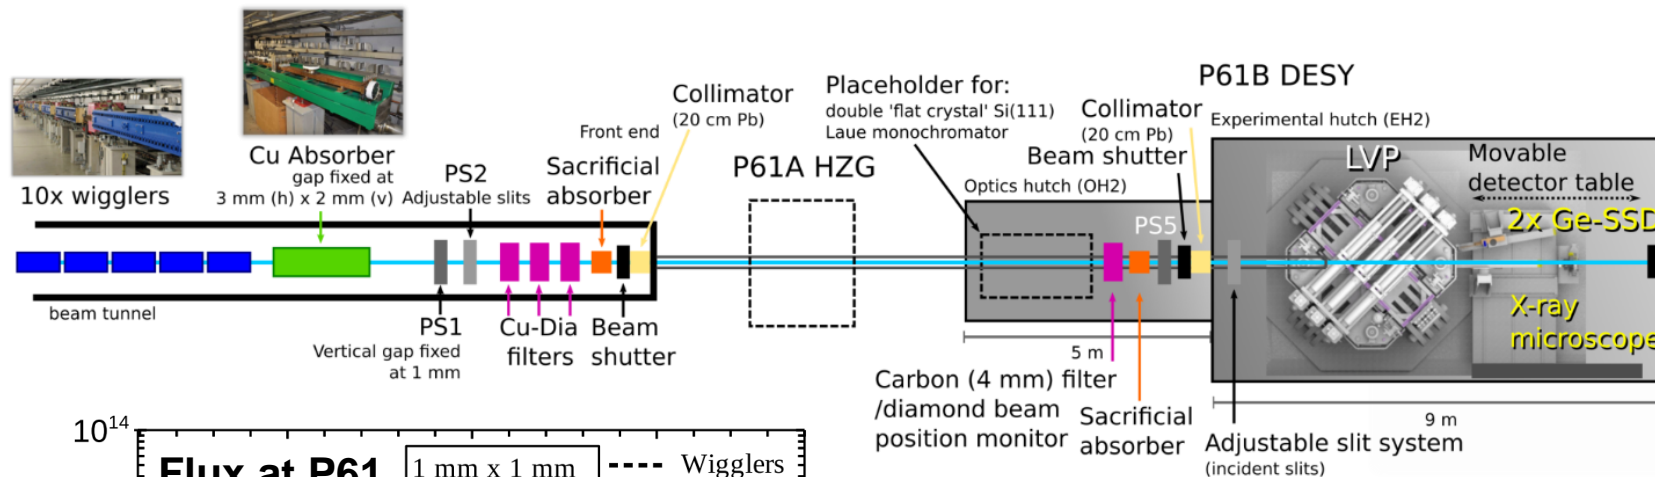 10x wigglers
beam tunnel
Cu Absorber
gap fixed at
3 mm (h) x 2 mm (v)
PS2
Adjustable slits
PS1
Vertical gap fixed
at 1 mm
Cu-Dia
filters
Sacrificial
absorber
Front end
Collimator
(20 cm Pb)
Beam
shutter
P61A HZG
Placeholder for:
double 'flat crystal' Si(111)
Laue monochromator
Optics hutch (OH2)
Collimator
(20 cm Pb)
Beam shutter
PS5
5 m
Carbon (4 mm) filter
/diamond beam
position monitor
Sacrificial
absorber
P61B DESY
Experimental hutch (EH2)
LVP
Movable
detector table
2x Ge-SSD
X-ray
microscope
9 m
Adjustable slit system
(incident slits)
10^14
Flux at P61
1 mm x 1 mm
Wigglers